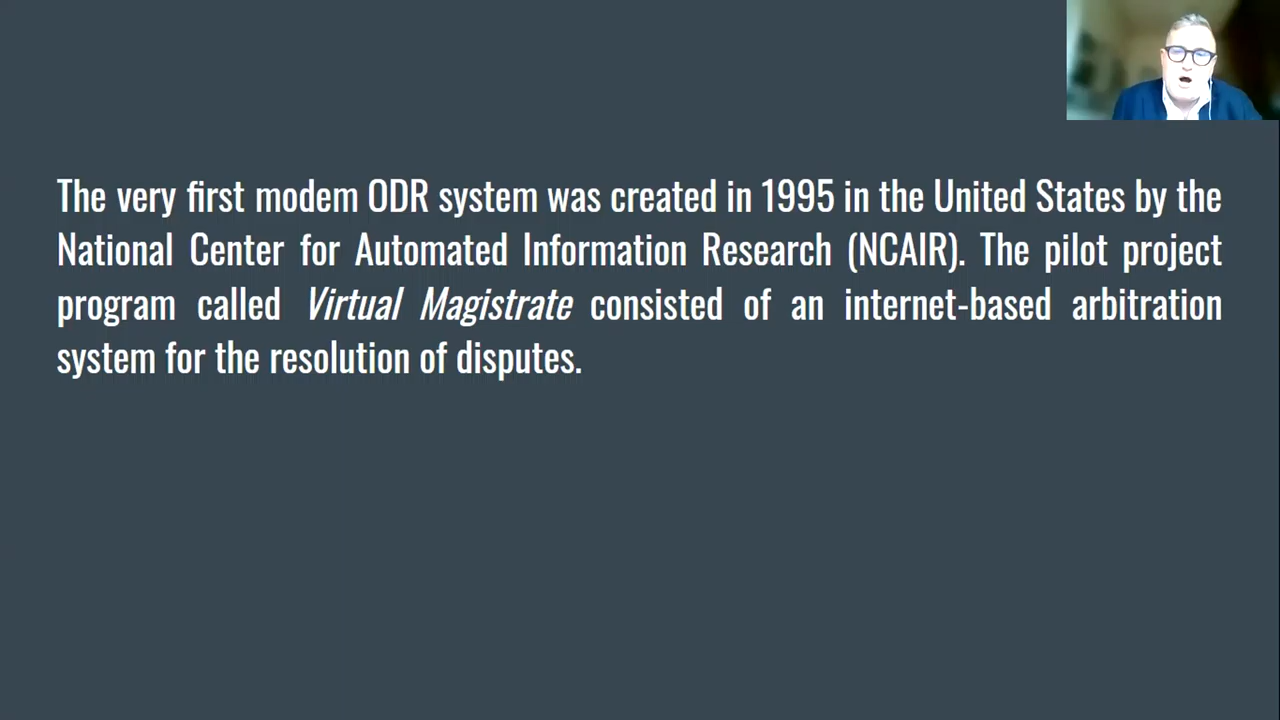 The very first modem ODR system was created in 1995 in the United States by the
National Center for Automated Information Research (NCAIR). The pilot project
program called Virtual Magistrate consisted of an internet-based arbitration
system for the resolution of disputes.